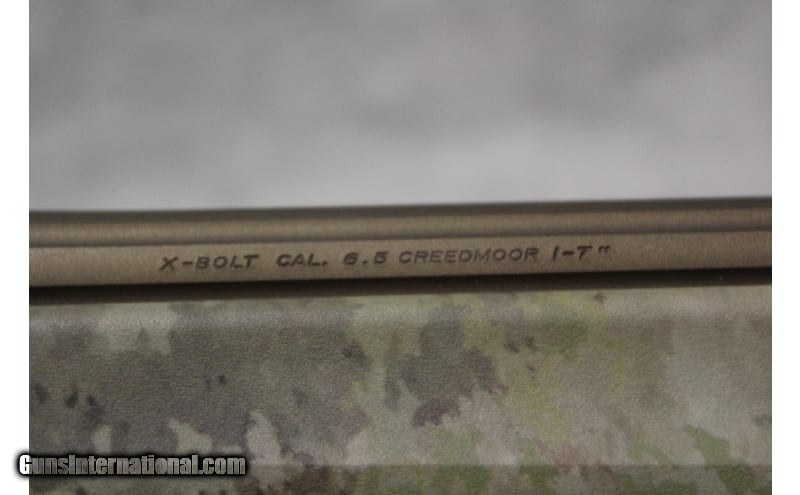 X-BOLT CAL. 6.5 CREEDMOOR 1-7"
GunsInternational.com